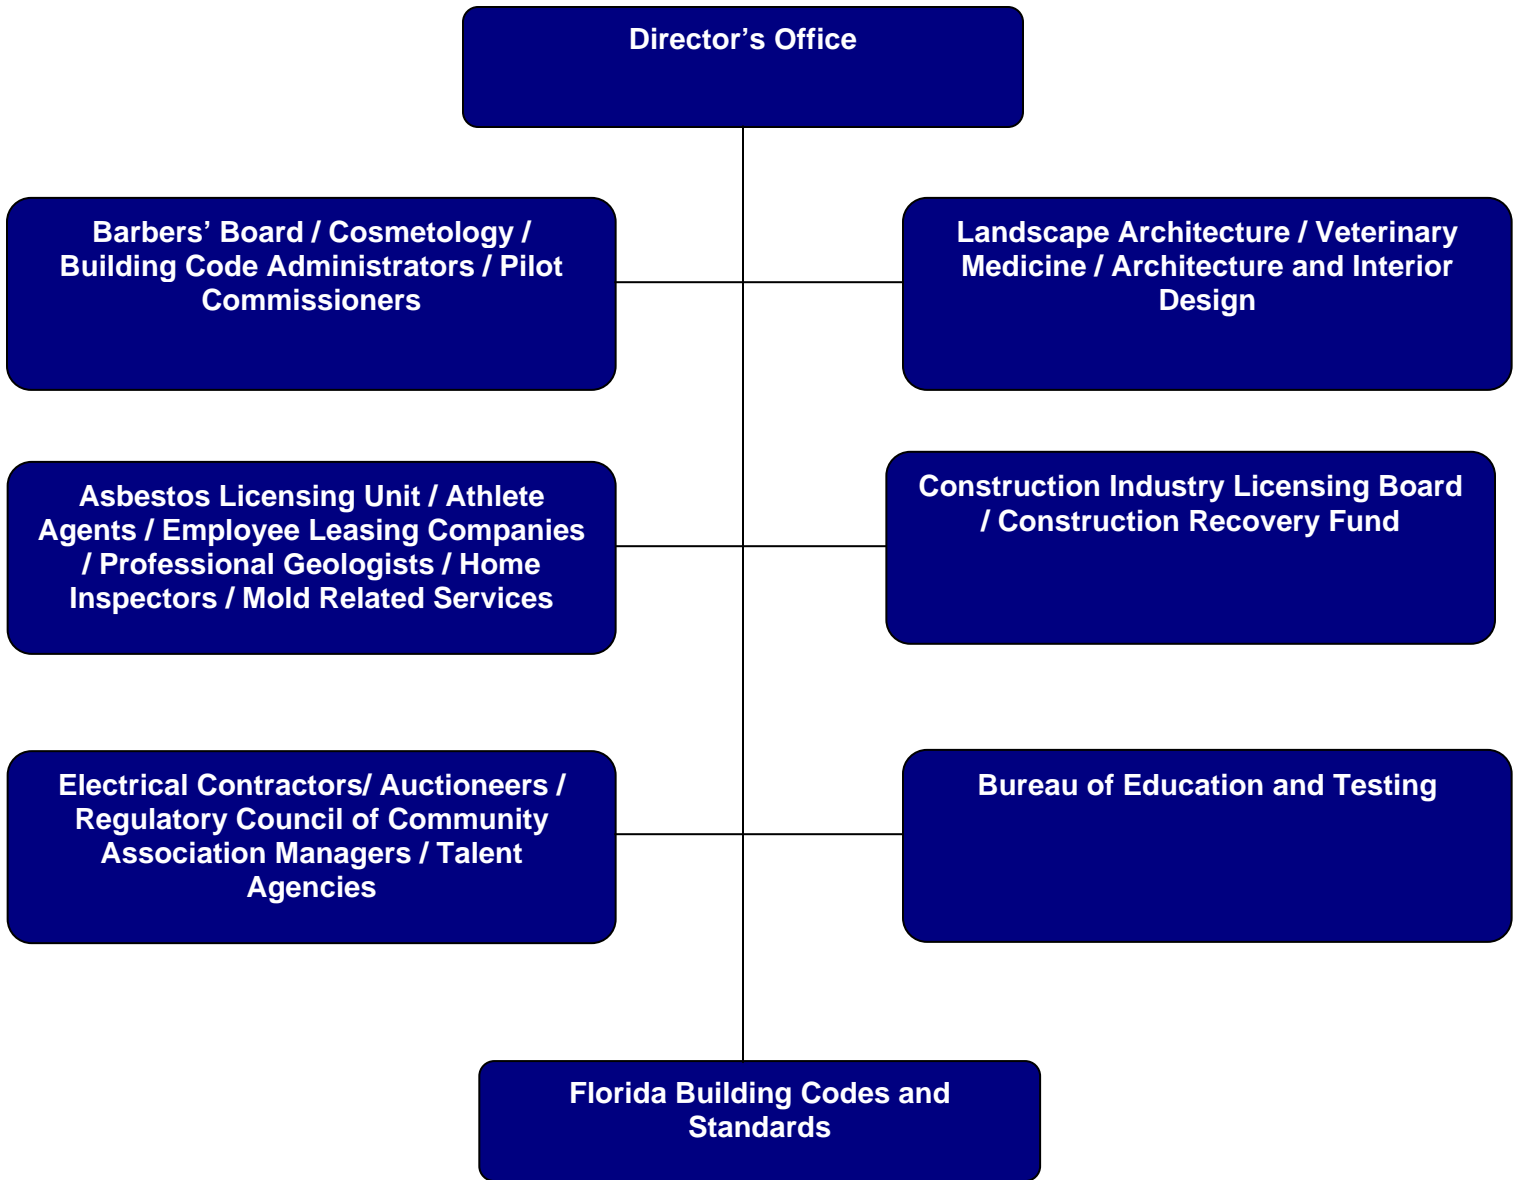 Director’s Office
Barbers’ Board / Cosmetology /
Building Code Administrators / Pilot
Commissioners
Landscape Architecture / Veterinary
Medicine / Architecture and Interior
Design
Asbestos Licensing Unit / Athlete
Agents / Employee Leasing Companies
/ Professional Geologists / Home
Inspectors / Mold Related Services
Construction Industry Licensing Board
/ Construction Recovery Fund
Electrical Contractors/ Auctioneers /
Regulatory Council of Community
Association Managers / Talent
Agencies
Bureau of Education and Testing
Florida Building Codes and
Standards